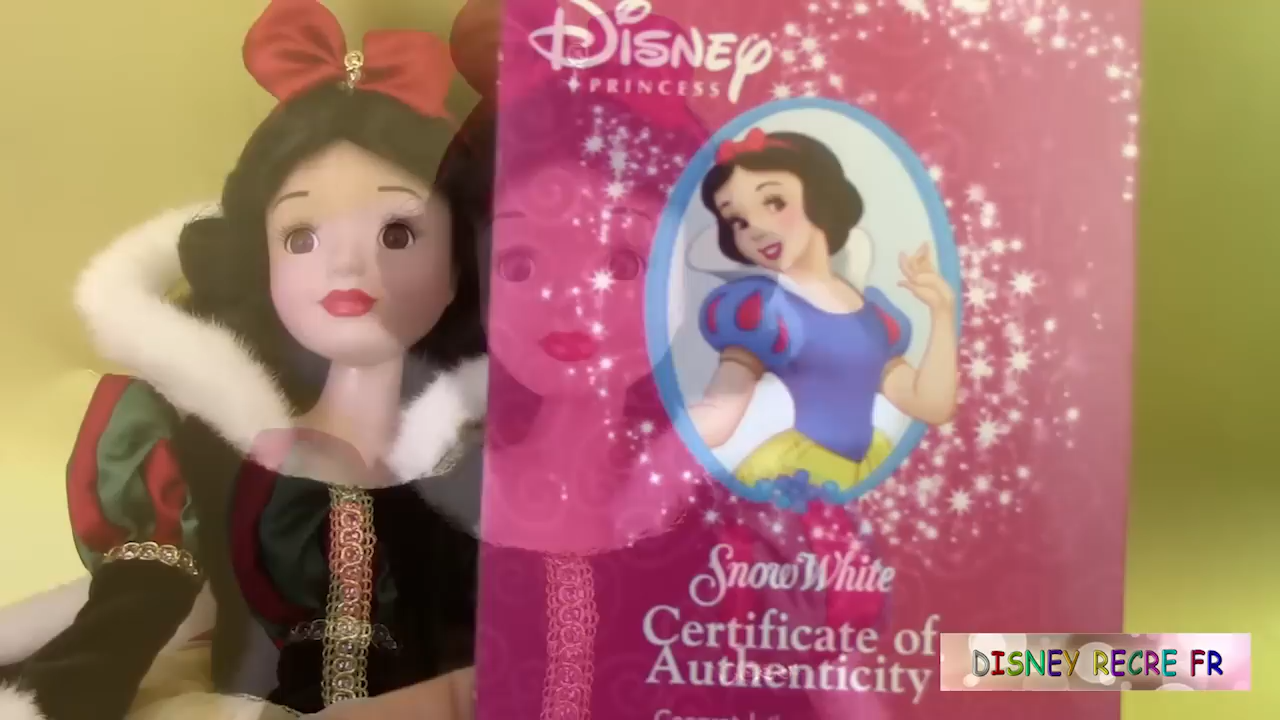 DISNEY
PRINCESS
Snow White
Certificate of
Authenticity
DISNEY RECRE FR